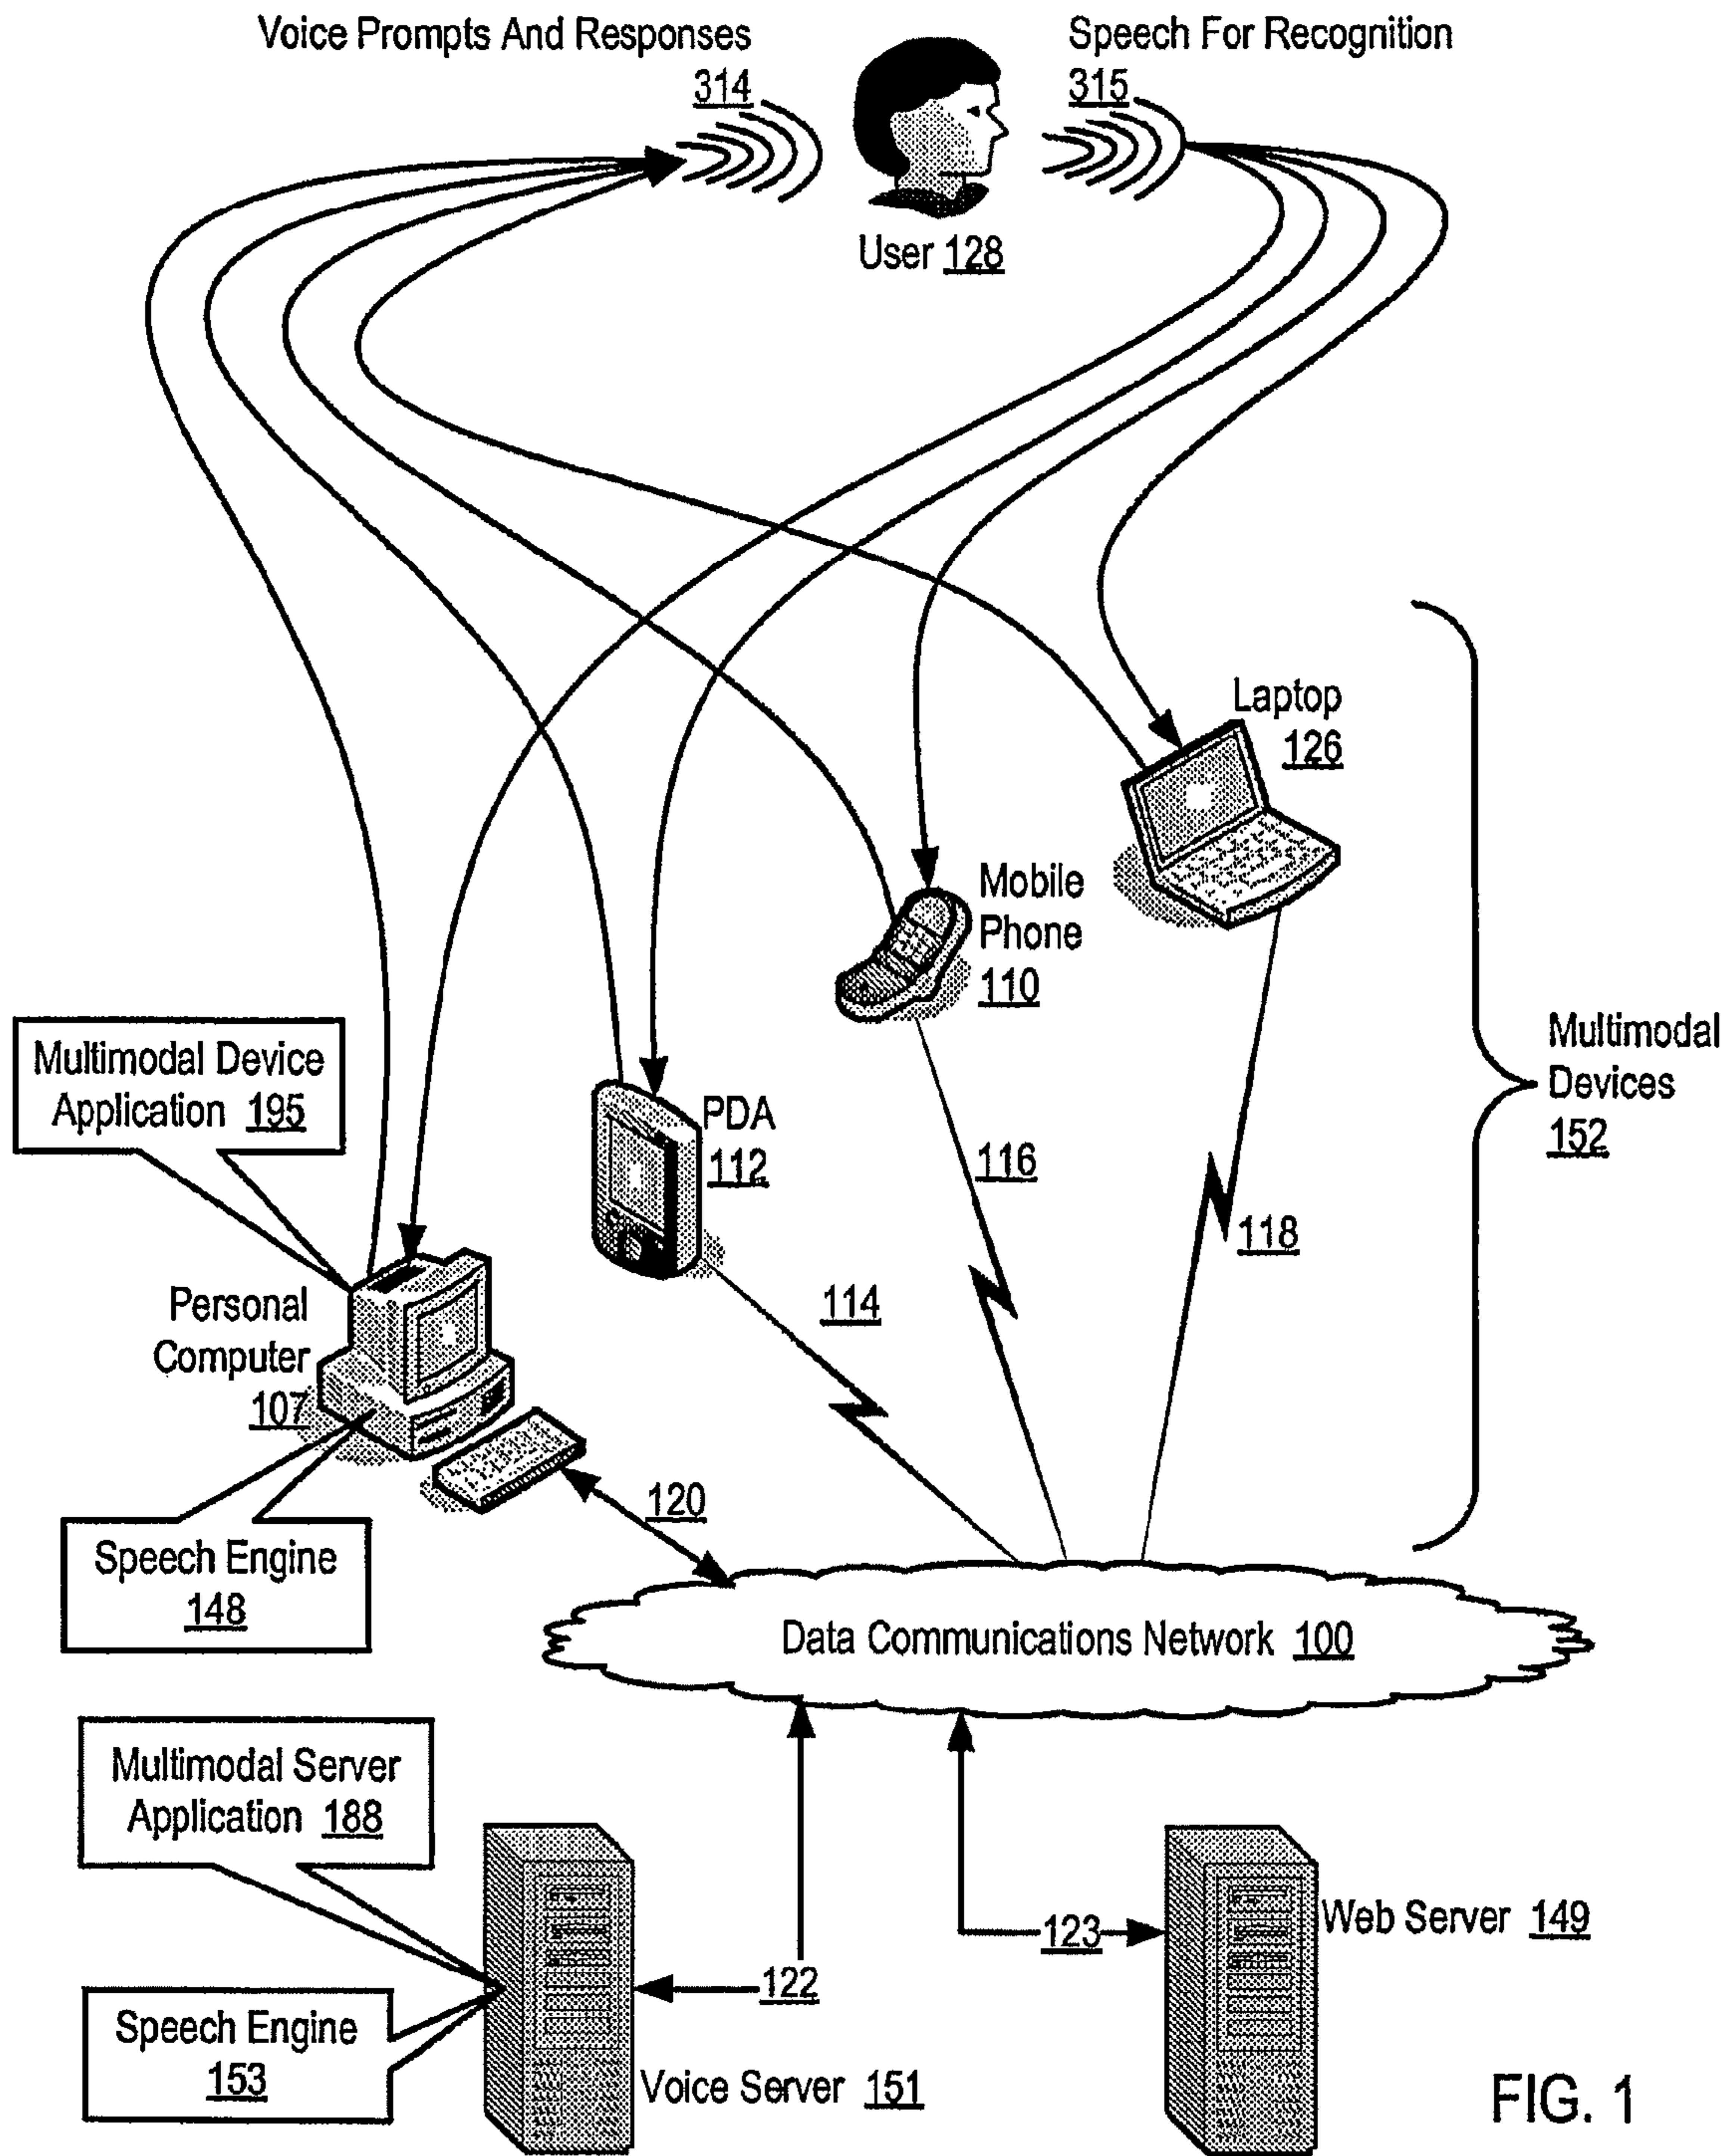 Voice Prompts And Responses
314
Speech For Recognition
315
User 128
Laptop
126
Mobile
Phone
110
Multimodal
Devices
152
Multimodal Device
Application 195
PDA
112
116
118
114
Personal
Computer
107
120
Speech Engine
148
Data Communications Network 100
Multimodal Server
Application 188
Web Server 149
123
122
Speech Engine
153
Voice Server 151
FIG. 1